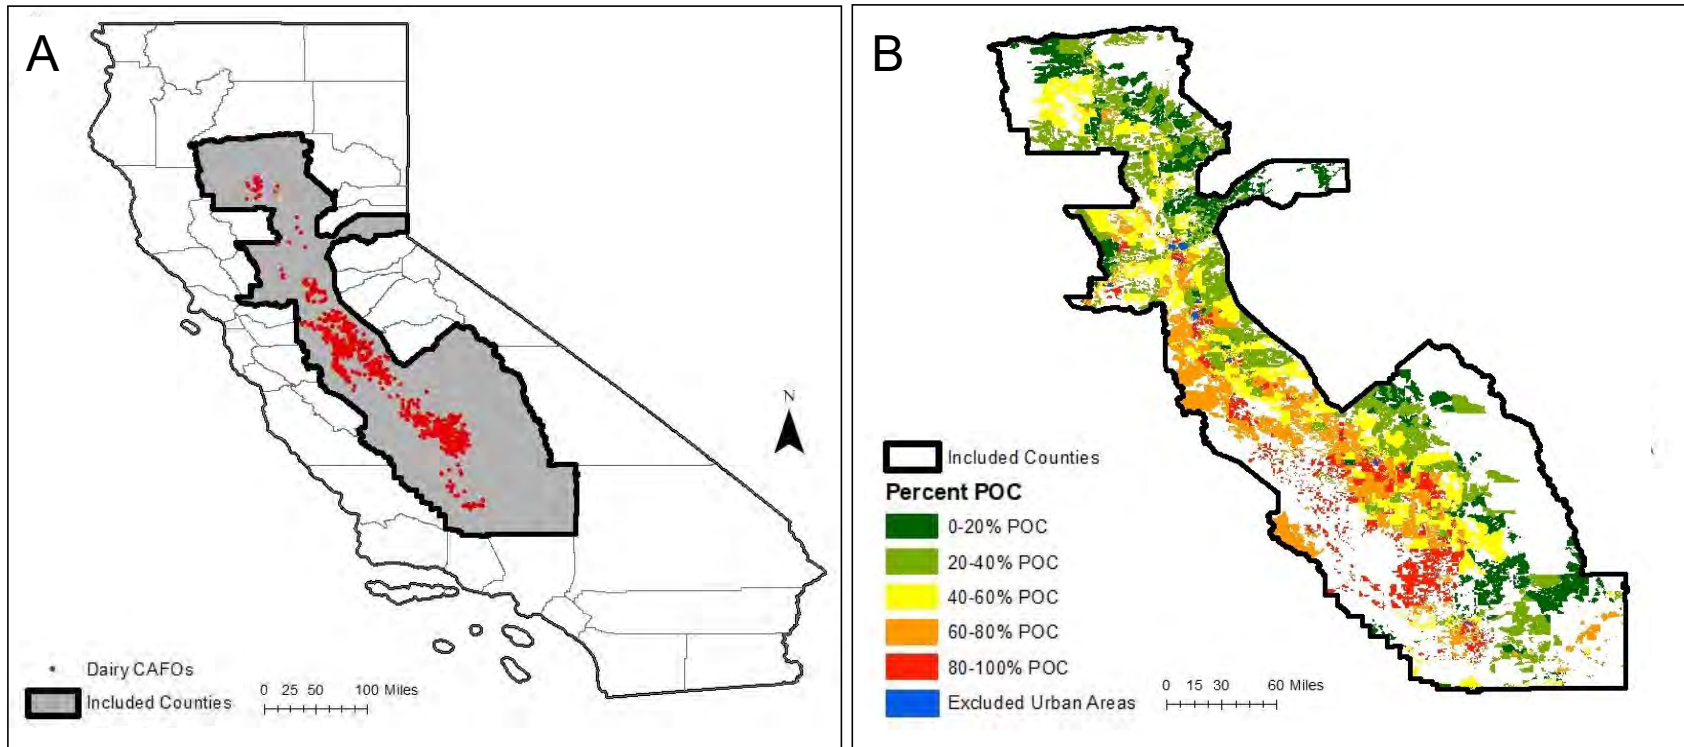 A
N
Dairy CAFOs
Included Counties
0 25 50 100 Miles
B
Included Counties
Percent POC
0-20% POC
20-40% POC
40-60% POC
60-80% POC
80-100% POC
Excluded Urban Areas
0 15 30 60 Miles